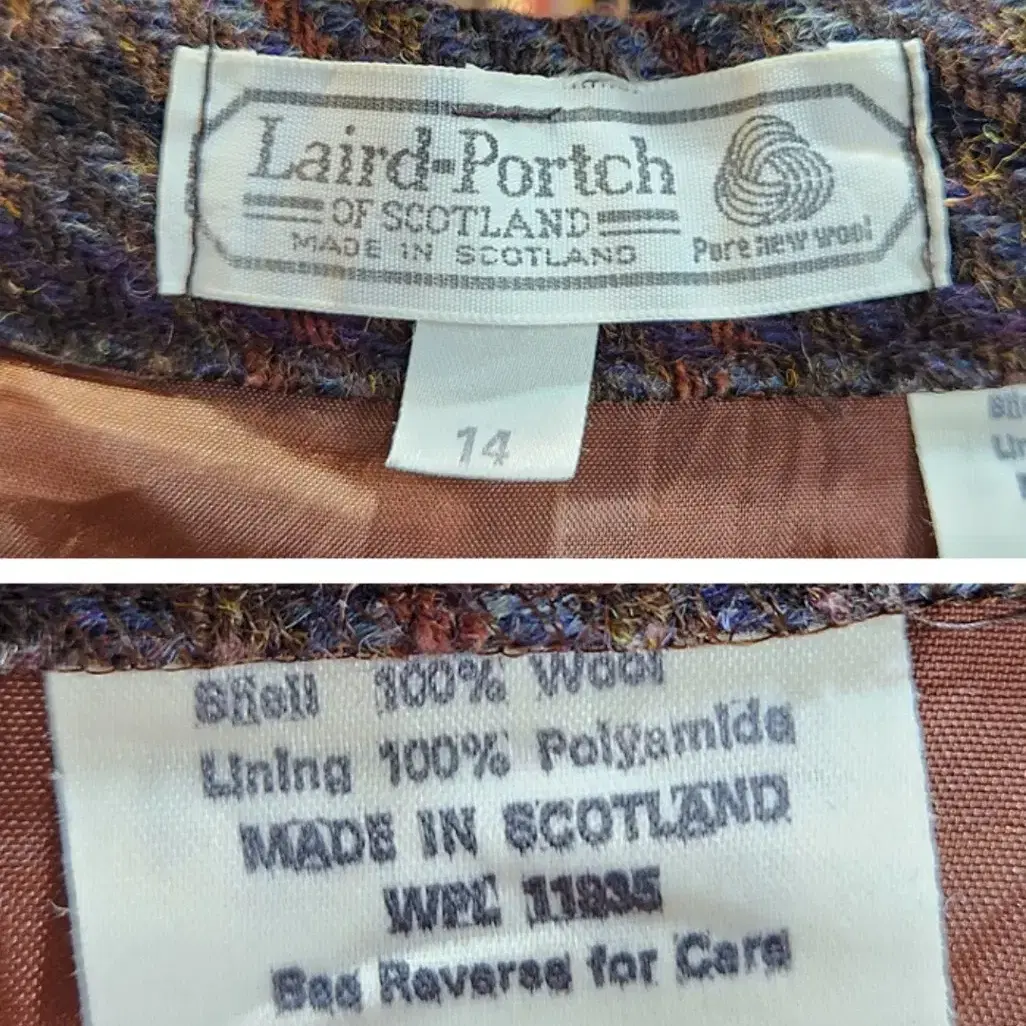 Laird-Portch
OF SCOTLAND
MADE IN SCOTLAND
Pure new wool
14
Shell 100% Wool
Lining 100% Polyamide
MADE IN SCOTLAND
WPL 11935
See Reverse for Care